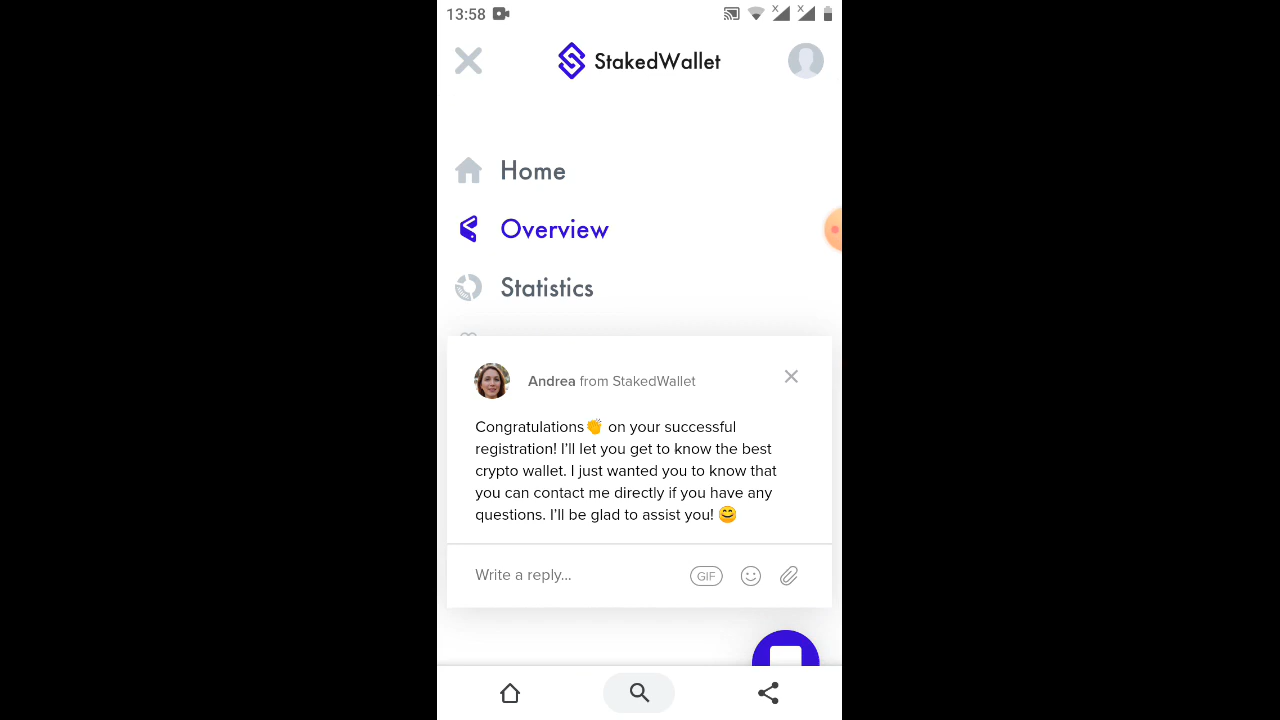 13:58
StakedWallet
Home
Overview
Statistics
Andrea from StakedWallet
Congratulations👏 on your successful
registration! I'll let you get to know the best
crypto wallet. I just wanted you to know that
you can contact me directly if you have any
questions. I'll be glad to assist you! 😊
Write a reply...
GIF